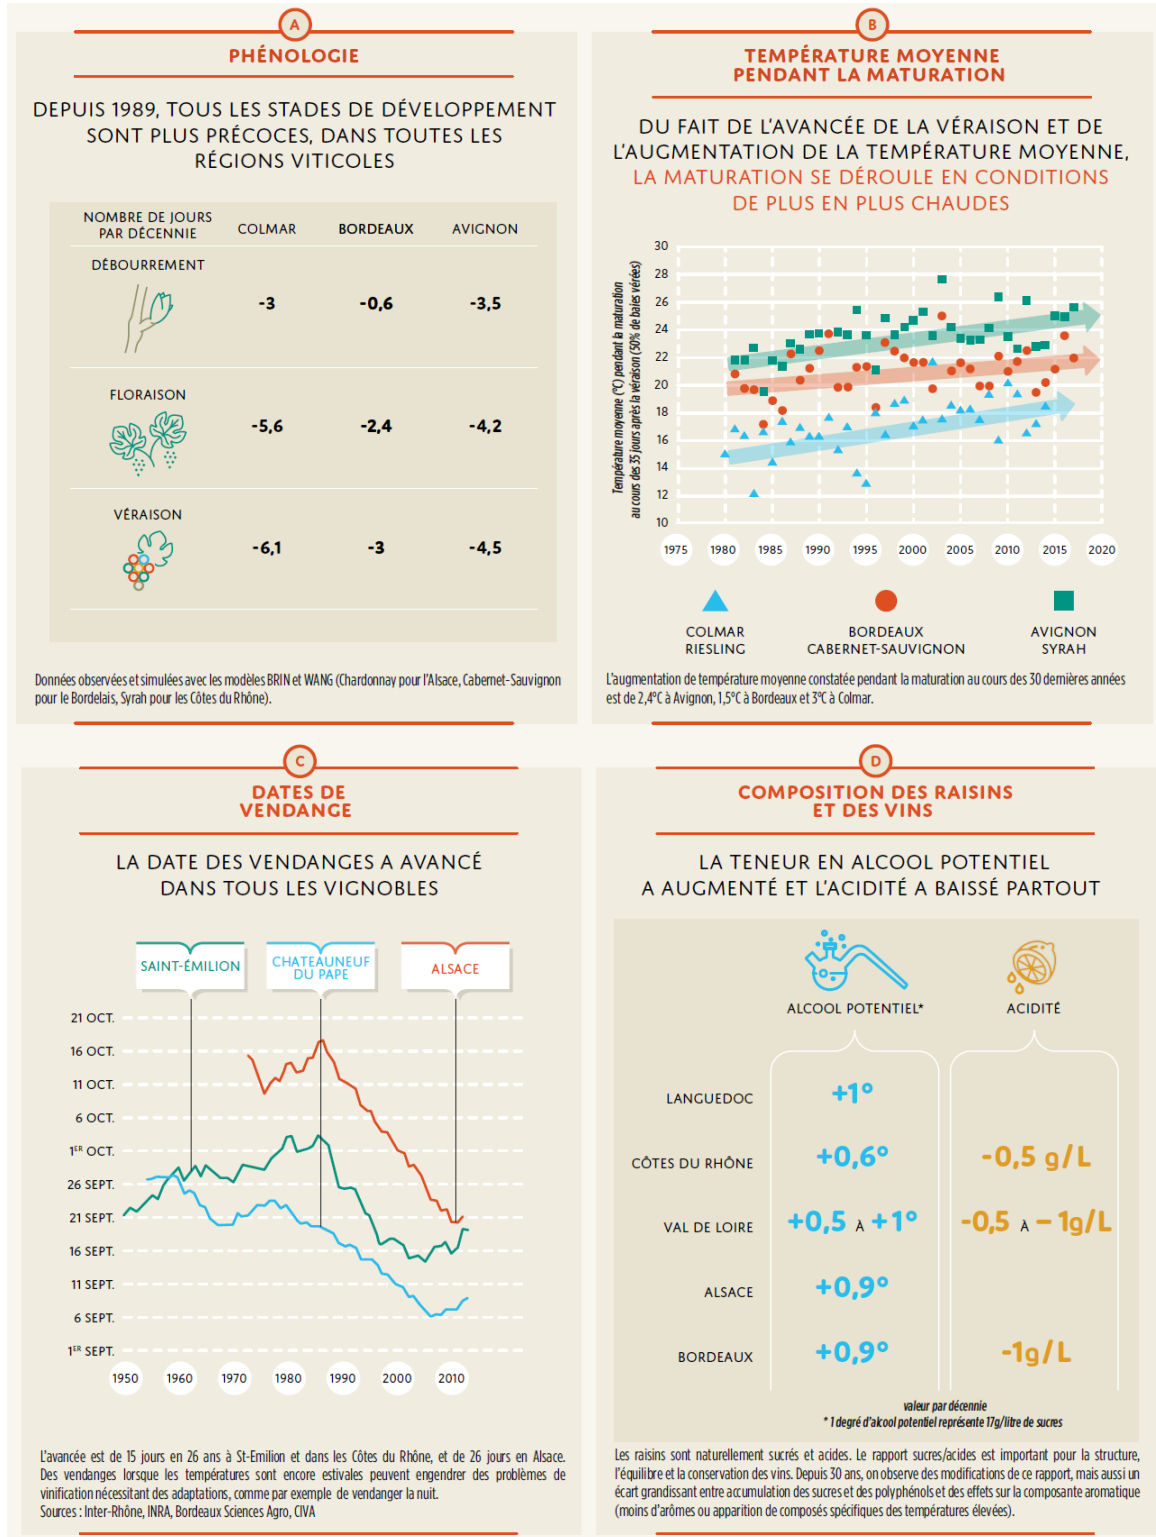 A
PHÉNOLOGIE
DEPUIS 1989, TOUS LES STADES DE DÉVELOPPEMENT
SONT PLUS PRÉCOCES, DANS TOUTES LES
RÉGIONS VITICOLES
NOMBRE DE JOURS
PAR DÉCENNIE
COLMAR
BORDEAUX
AVIGNON
DÉBOURREMENT
-3
-0,6
-3,5
FLORAISON
-5,6
-2,4
-4,2
VÉRAISON
-6,1
-3
-4,5
Données observées et simulées avec les modèles BRIN et WANG (Chardonnay pour l'Alsace, Cabernet-Sauvignon
pour le Bordelais, Syrah pour les Côtes du Rhône).
B
TEMPÉRATURE MOYENNE
PENDANT LA MATURATION
DU FAIT DE L'AVANCÉE DE LA VÉRAISON ET DE
L'AUGMENTATION DE LA TEMPÉRATURE MOYENNE,
LA MATURATION SE DÉROULE EN CONDITIONS
DE PLUS EN PLUS CHAUDES
Température moyenne (°C) pendant la maturation
au cours des 35 jours après la véraison (50% de baies vérées)
30
28
26
24
22
20
18
16
14
12
10
1975
1980
1985
1990
1995
2000
2005
2010
2015
2020
COLMAR
RIESLING
BORDEAUX
CABERNET-SAUVIGNON
AVIGNON
SYRAH
L'augmentation de température moyenne constatée pendant la maturation au cours des 30 dernières années
est de 2,4°C à Avignon, 1,5°C à Bordeaux et 3°C à Colmar.
C
DATES DE
VENDANGE
LA DATE DES VENDANGES A AVANCÉ
DANS TOUS LES VIGNOBLES
SAINT-ÉMILION
CHATEAUNEUF
DU PAPE
ALSACE
21 OCT.
16 OCT.
11 OCT.
6 OCT.
1ER OCT.
26 SEPT.
21 SEPT.
16 SEPT.
11 SEPT.
6 SEPT.
1ER SEPT.
1950
1960
1970
1980
1990
2000
2010
L'avancée est de 15 jours en 26 ans à St-Emilion et dans les Côtes du Rhône, et de 26 jours en Alsace.
Des vendanges lorsque les températures sont encore estivales peuvent engendrer des problèmes de
vinification nécessitant des adaptations, comme par exemple de vendanger la nuit.
Sources : Inter-Rhône, INRA, Bordeaux Sciences Agro, CIVA
D
COMPOSITION DES RAISINS
ET DES VINS
LA TENEUR EN ALCOOL POTENTIEL
A AUGMENTÉ ET L'ACIDITÉ A BAISSÉ PARTOUT
ALCOOL POTENTIEL*
ACIDITÉ
LANGUEDOC
+1°
CÔTES DU RHÔNE
+0,6°
-0,5 g/L
VAL DE LOIRE
+0,5 À +1°
-0,5 À – 1g/L
ALSACE
+0,9°
BORDEAUX
+0,9°
-1g/L
valeur par décennie
* 1 degré d'alcool potentiel représente 17g/litre de sucres
Les raisins sont naturellement sucrés et acides. Le rapport sucres/acides est important pour la structure,
l'équilibre et la conservation des vins. Depuis 30 ans, on observe des modifications de ce rapport, mais aussi un
écart grandissant entre accumulation des sucres et des polyphénols et des effets sur la composante aromatique
(moins d'arômes ou apparition de composés spécifiques des températures élevées).